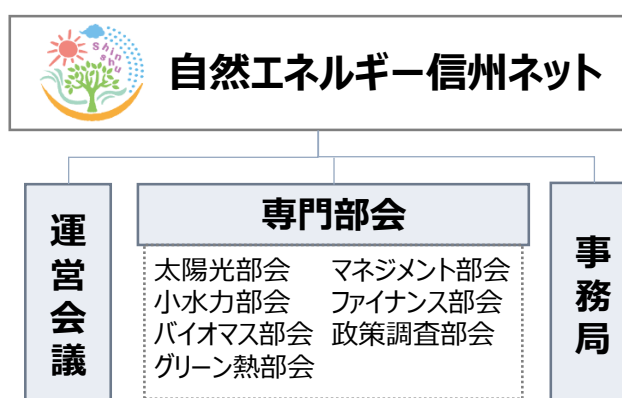 Shinshu
自然エネルギー信州ネット
運営会議
専門部会
太陽光部会 マネジメント部会
小水力部会 ファイナンス部会
バイオマス部会 政策調査部会
グリーン熱部会
事務局